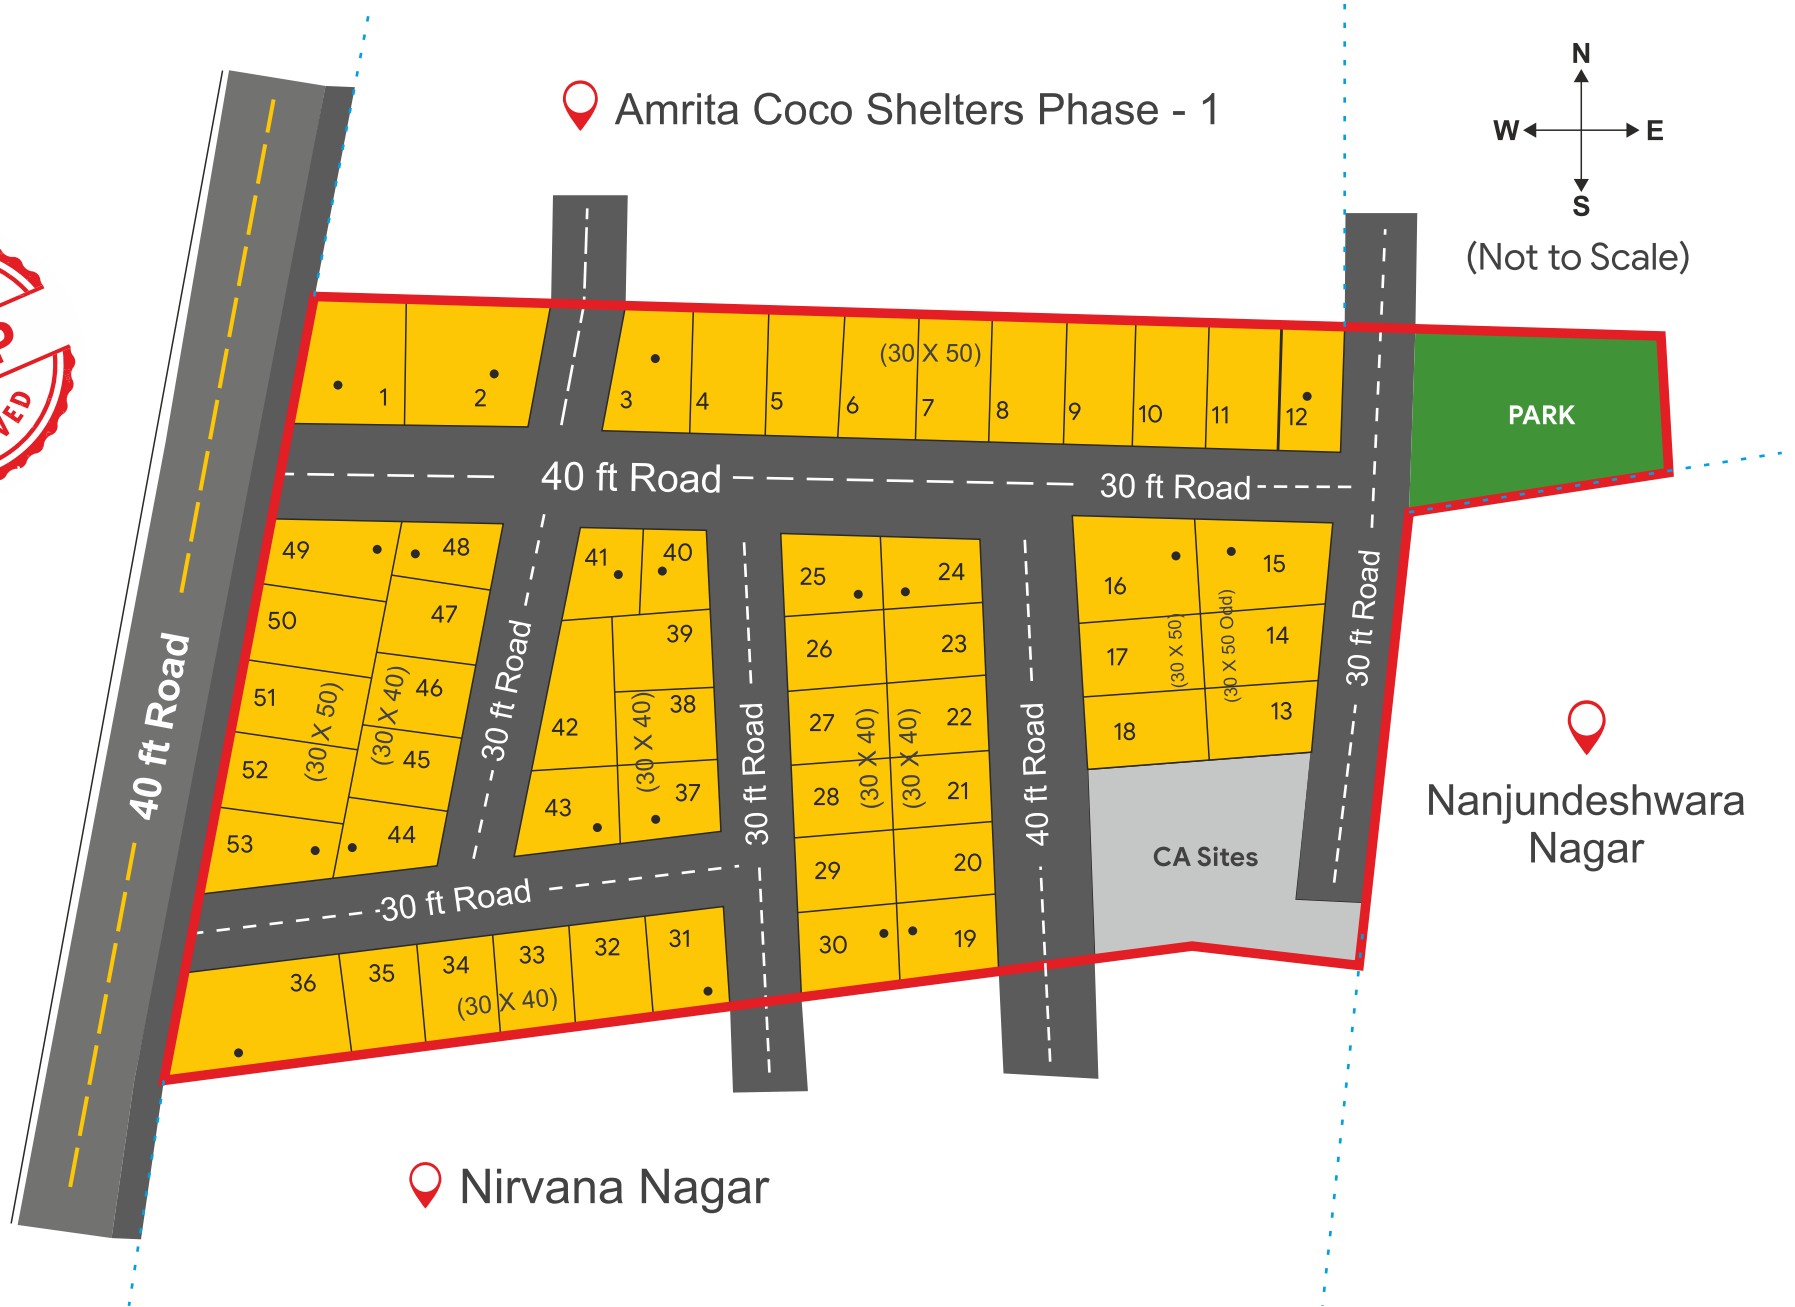 Amrita Coco Shelters Phase - 1
N
W E
S
(Not to Scale)
VED
1
2
3
4
5
6
7
8
9
10
11
12
(30 X 50)
PARK
40 ft Road
30 ft Road
40 ft Road
49
50
51
52
53
(30 X 50)
48
47
46
45
44
(30 X 40)
30 ft Road
41
40
39
38
37
42
43
(30 X 40)
30 ft Road
25
26
27
28
29
30
(30 X 40)
24
23
22
21
20
19
(30 X 40)
40 ft Road
16
17
18
(30 X 50)
15
14
13
(30 X 50 Odd)
30 ft Road
CA Sites
30 ft Road
36
35
34
33
32
31
(30 X 40)
Nanjundeshwara
Nagar
Nirvana Nagar